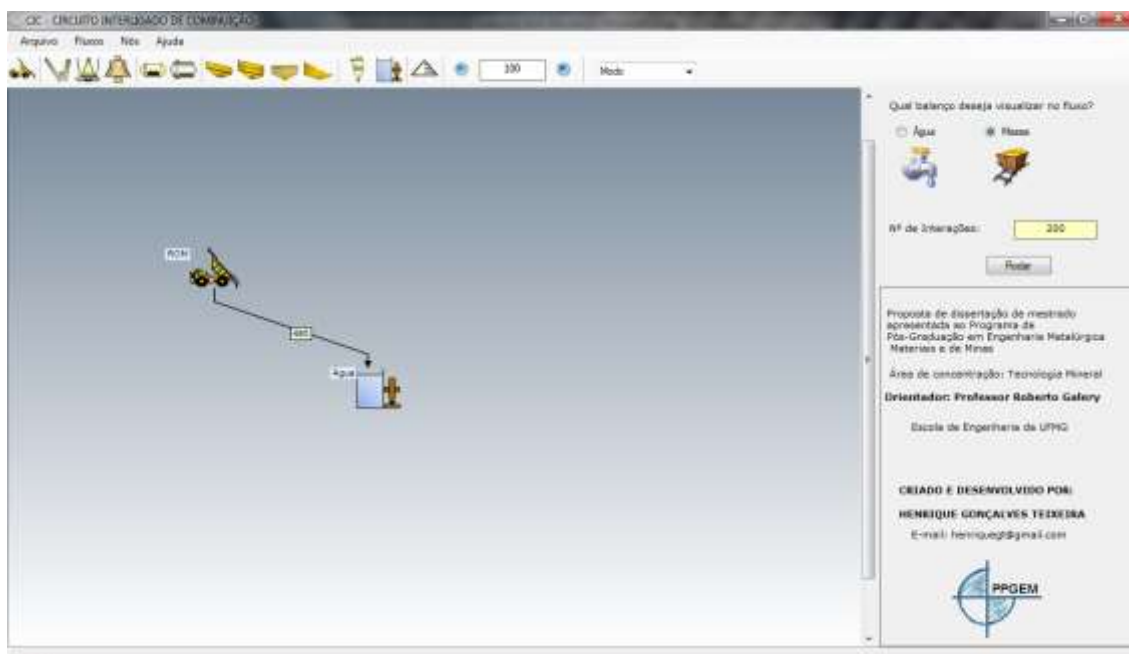 CIC - CIRCUITO INTERLIGADO DE COMINUIÇÃO
Arquivo Fluxos Nós Ajuda
100
Modo
Qual balanço deseja visualizar no fluxo?
Água Massa
Nº de Interações: 200
Rodar
ROM
Água
Proposta de dissertação de mestrado
apresentada ao Programa de
Pós-Graduação em Engenharia Metalúrgica
Materiais e de Minas
Área de concentração: Tecnologia Mineral
Orientador: Professor Roberto Galery
Escola de Engenharia da UFMG
CRIADO E DESENVOLVIDO POR:
HENRIQUE GONÇALVES TEIXEIRA
E-mail: henriquegt@gmail.com
PPGEM